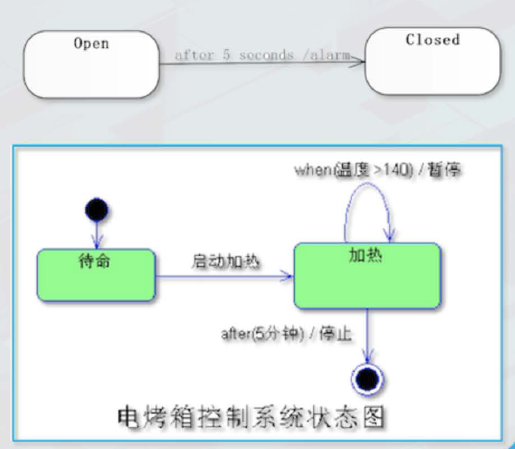 Open
Closed
after 5 seconds /alarm
when(温度>140) / 暂停
待命
启动加热
加热
after(5分钟) / 停止
电烤箱控制系统状态图